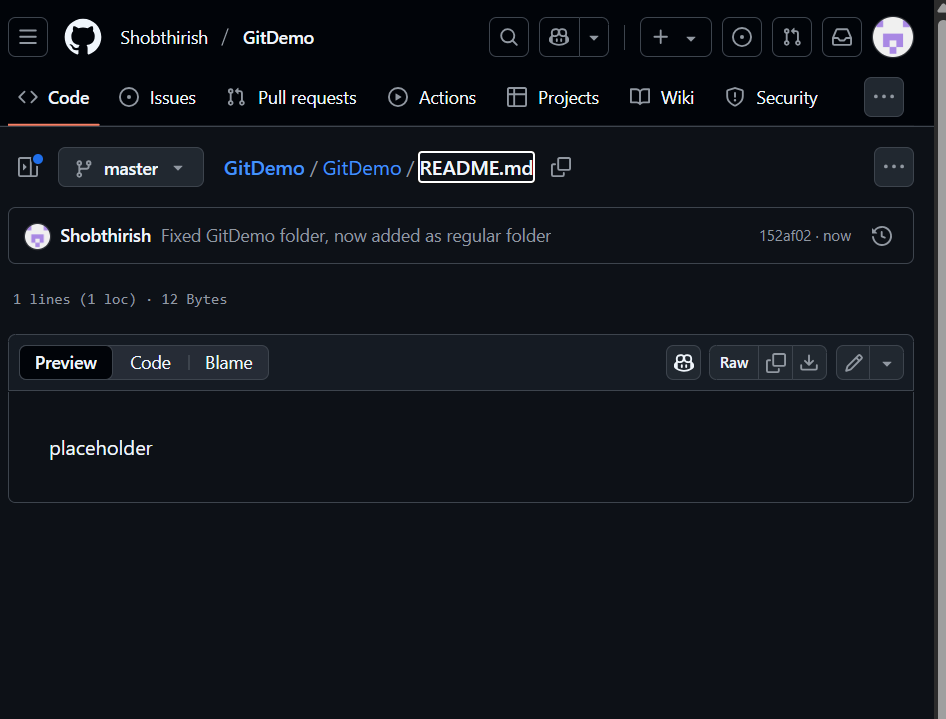 Shobthirish / GitDemo
Code Issues Pull requests Actions Projects Wiki Security
master GitDemo / GitDemo / README.md
Shobthirish Fixed GitDemo folder, now added as regular folder 152af02 · now
1 lines (1 loc) · 12 Bytes
Preview Code Blame Raw
placeholder